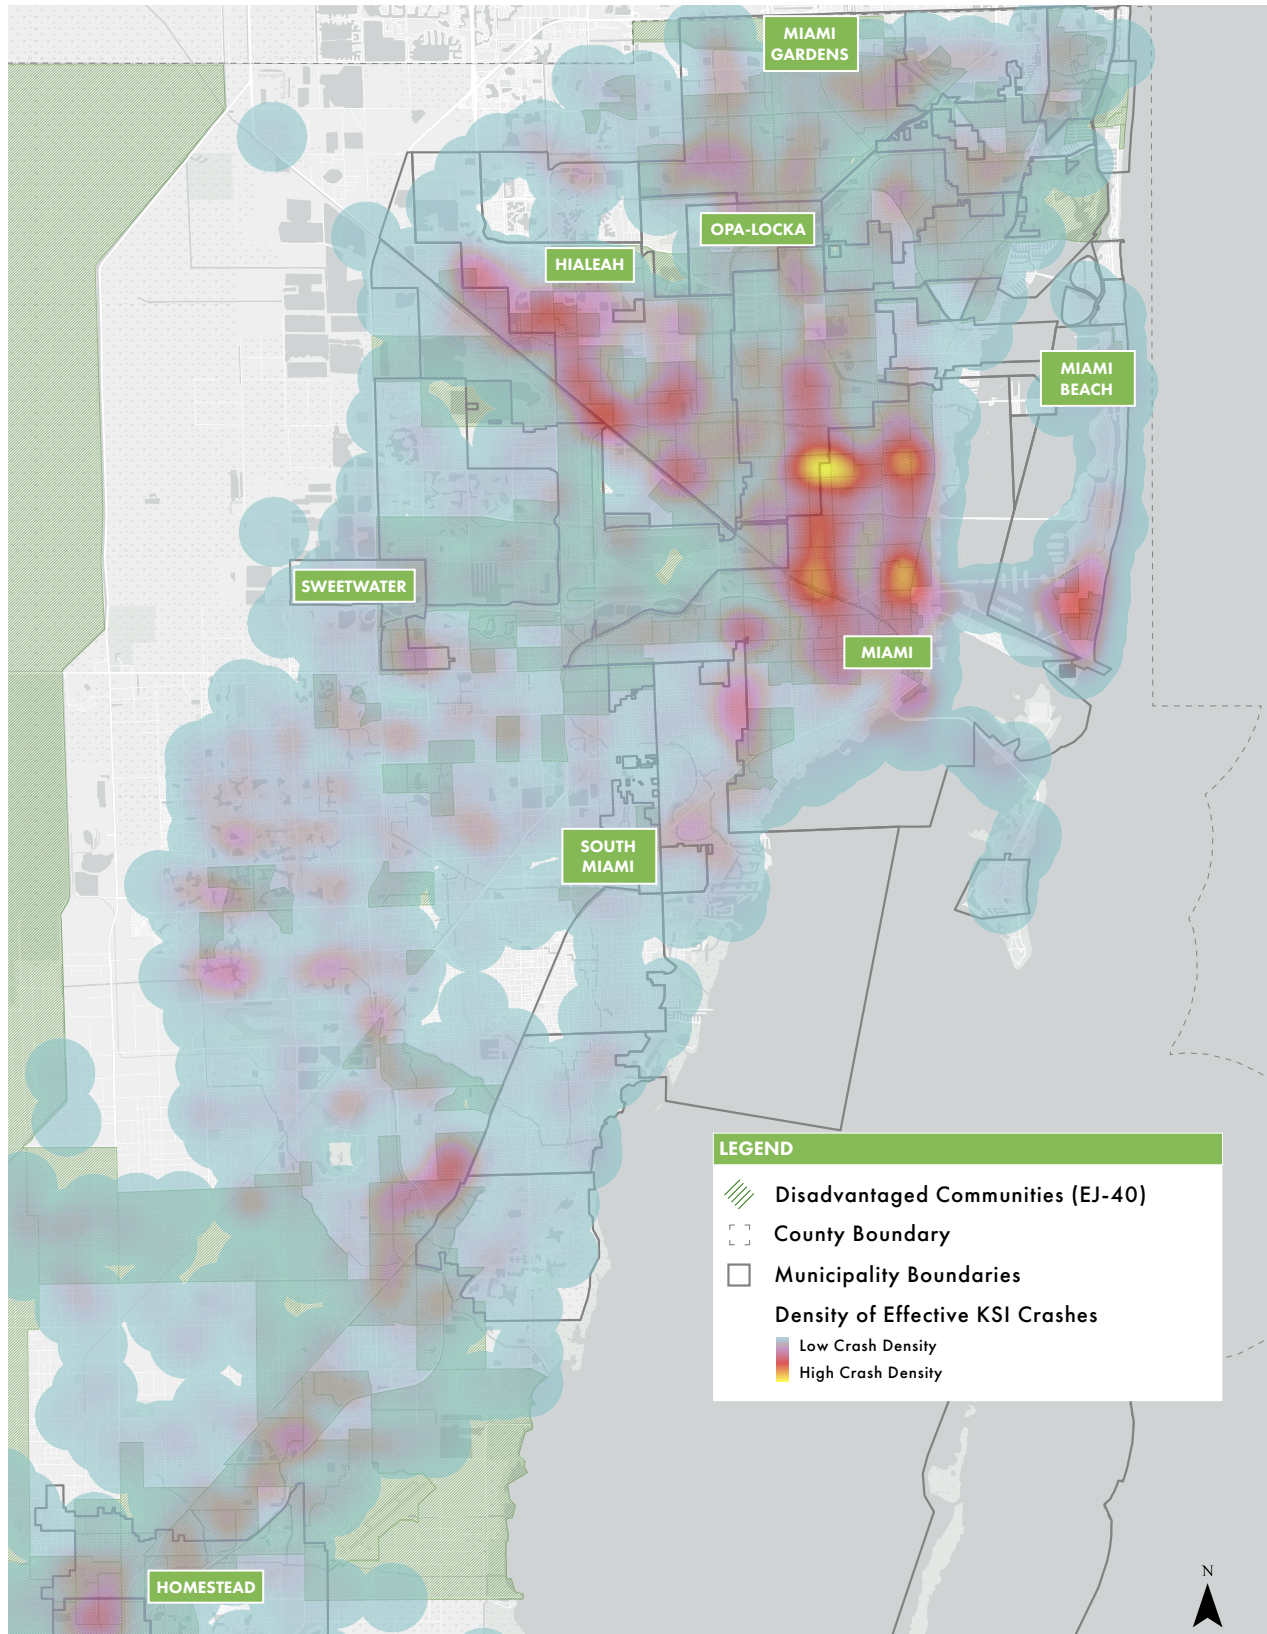 MIAMI
GARDENS
OPA-LOCKA
HIALEAH
MIAMI
BEACH
SWEETWATER
MIAMI
SOUTH
MIAMI
LEGEND
Disadvantaged Communities (EJ-40)
County Boundary
Municipality Boundaries
Density of Effective KSI Crashes
Low Crash Density
High Crash Density
HOMESTEAD
N